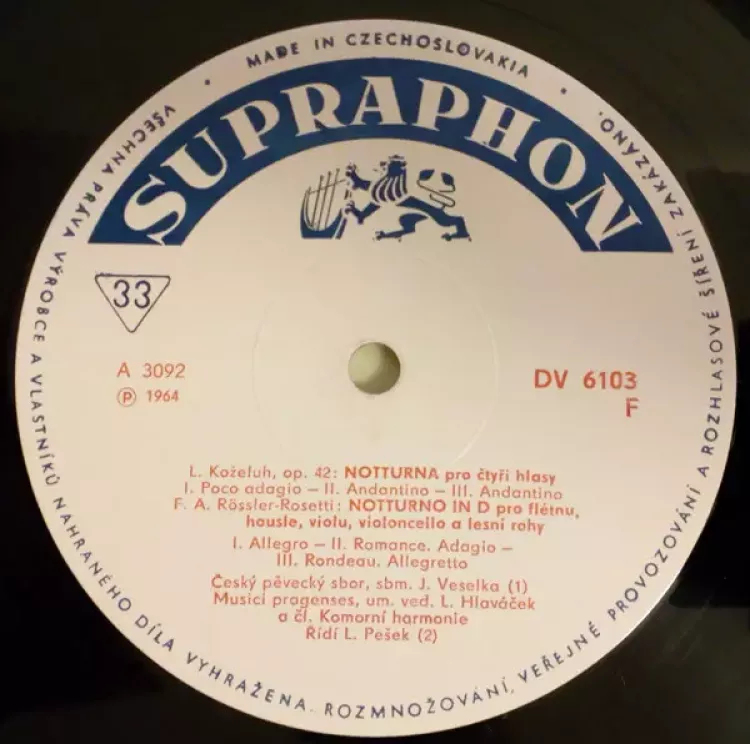 MADE IN CZECHOSLOVAKIA
SUPRAPHON
33
A 3092
Ⓟ 1964
DV 6103
F
L. Koželuh, op. 42: NOTTURNA pro čtyři hlasy
I. Poco adagio – II. Andantino – III. Andantino
F. A. Rössler-Rosetti: NOTTURNO IN D pro flétnu,
housle, violu, violoncello a lesní rohy
I. Allegro – II. Romance. Adagio –
III. Rondeau. Allegretto
Český pěvecký sbor, sbm. J. Veselka (1)
Musici pragenses, um. ved. L. Hlaváček
a čl. Komorní harmonie
Řídí L. Pešek (2)
VŠECHNA PRÁVA VÝROBCE A VLASTNÍKŮ NAHRANÉHO DÍLA VYHRAŽENA. ROZMNOŽOVÁNÍ, VEŘEJNÉ PROVOZOVÁNÍ A ROZHLASOVÉ ŠÍŘENÍ ZAKÁZÁNO.